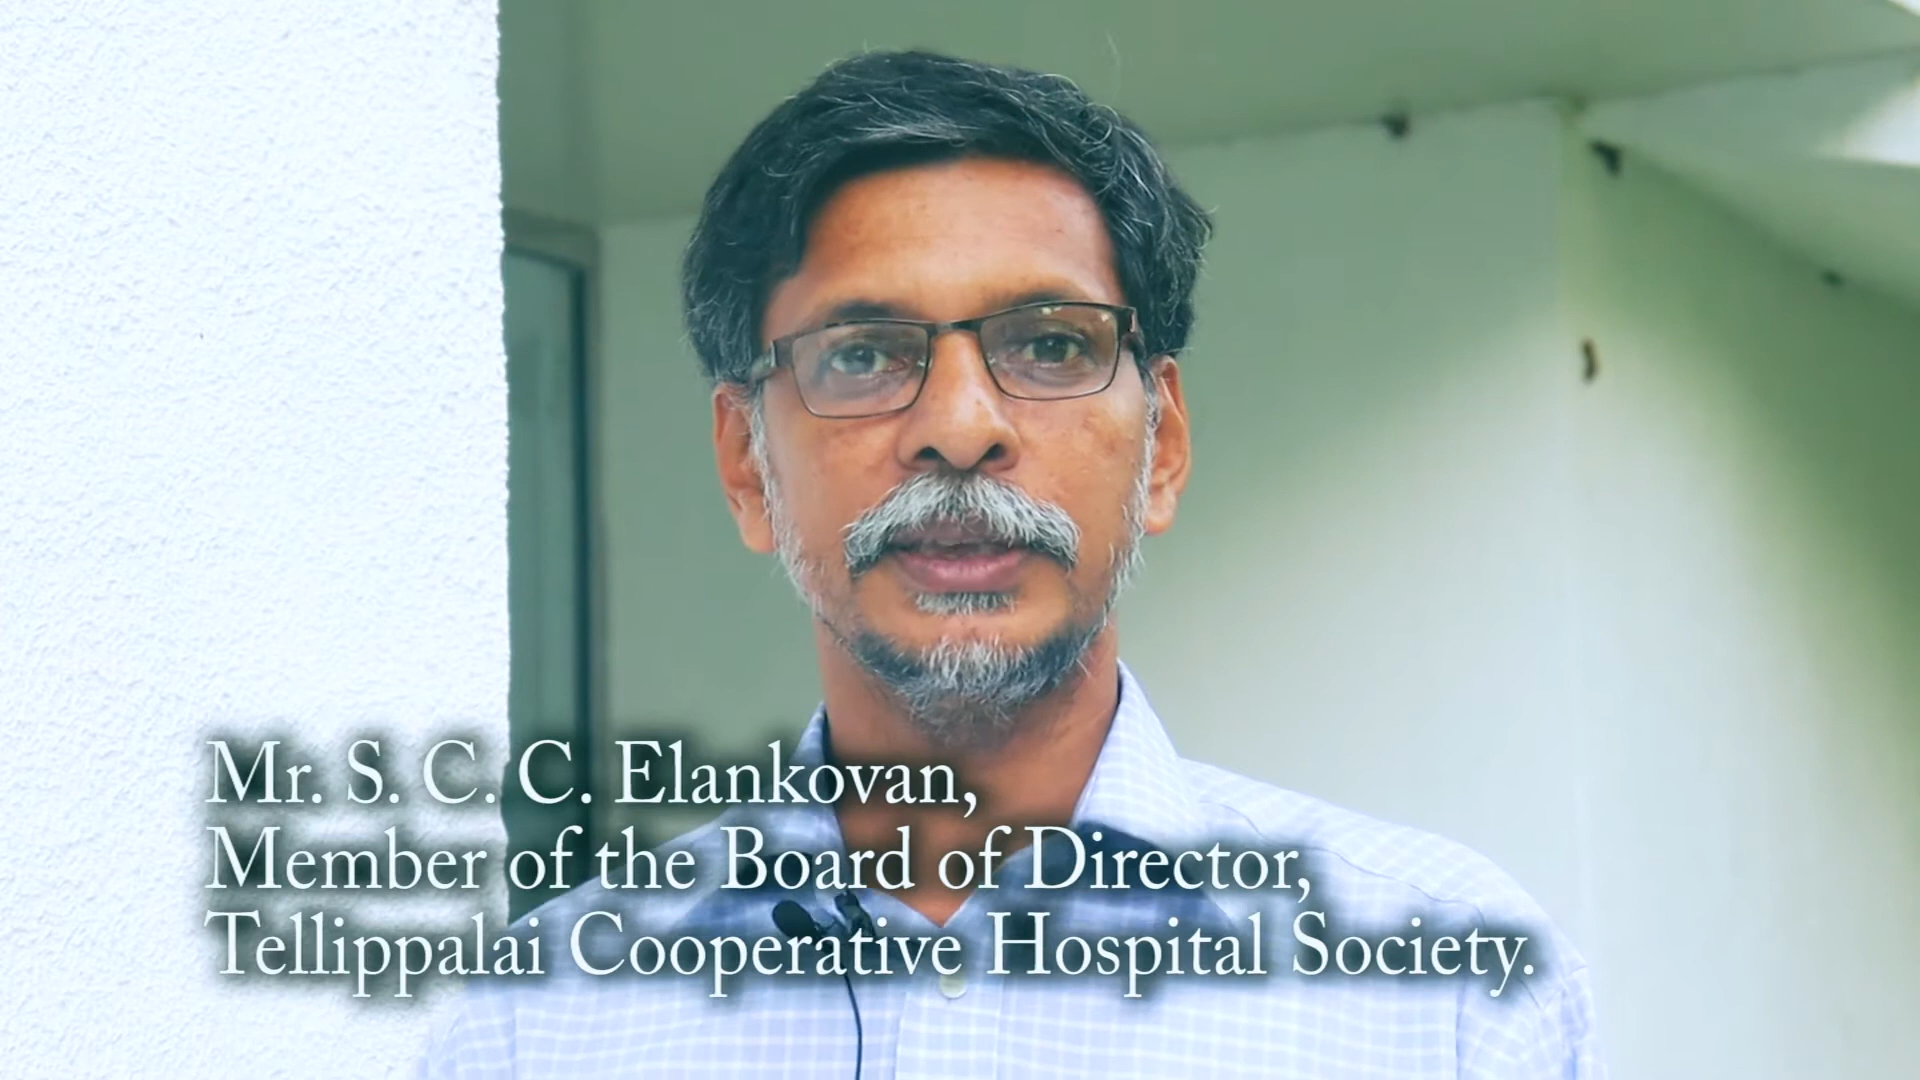 Mr. S. C. C. Elankovan,
Member of the Board of Director,
Tellippalai Cooperative Hospital Society.